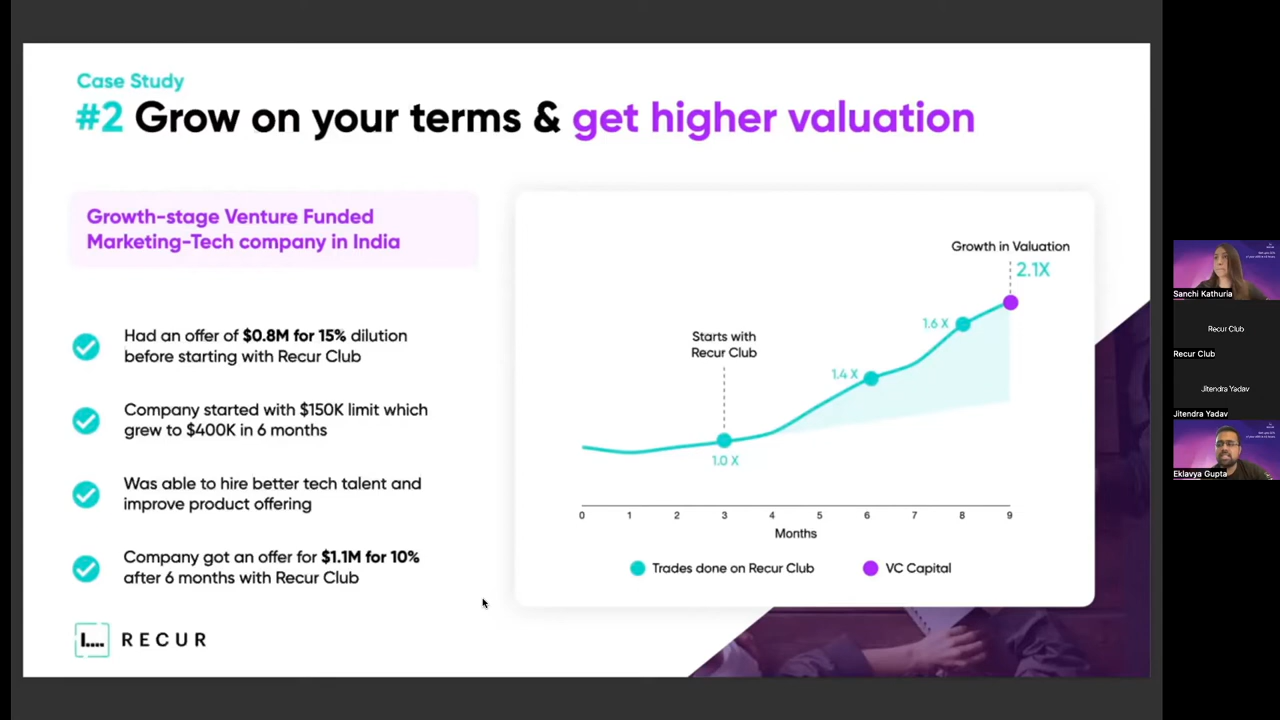 Case Study
#2 Grow on your terms & get higher valuation
Growth-stage Venture Funded
Marketing-Tech company in India
Had an offer of $0.8M for 15% dilution
before starting with Recur Club
Company started with $150K limit which
grew to $400K in 6 months
Was able to hire better tech talent and
improve product offering
Company got an offer for $1.1M for 10%
after 6 months with Recur Club
RECUR
Growth in Valuation
2.1X
1.6 X
Starts with
Recur Club
1.4 X
1.0 X
0 1 2 3 4 5 6 7 8 9
Months
Trades done on Recur Club
VC Capital
Sanchi Kathuria
Recur Club
Recur Club
Jitendra Yadav
Jitendra Yadav
Eklavya Gupta